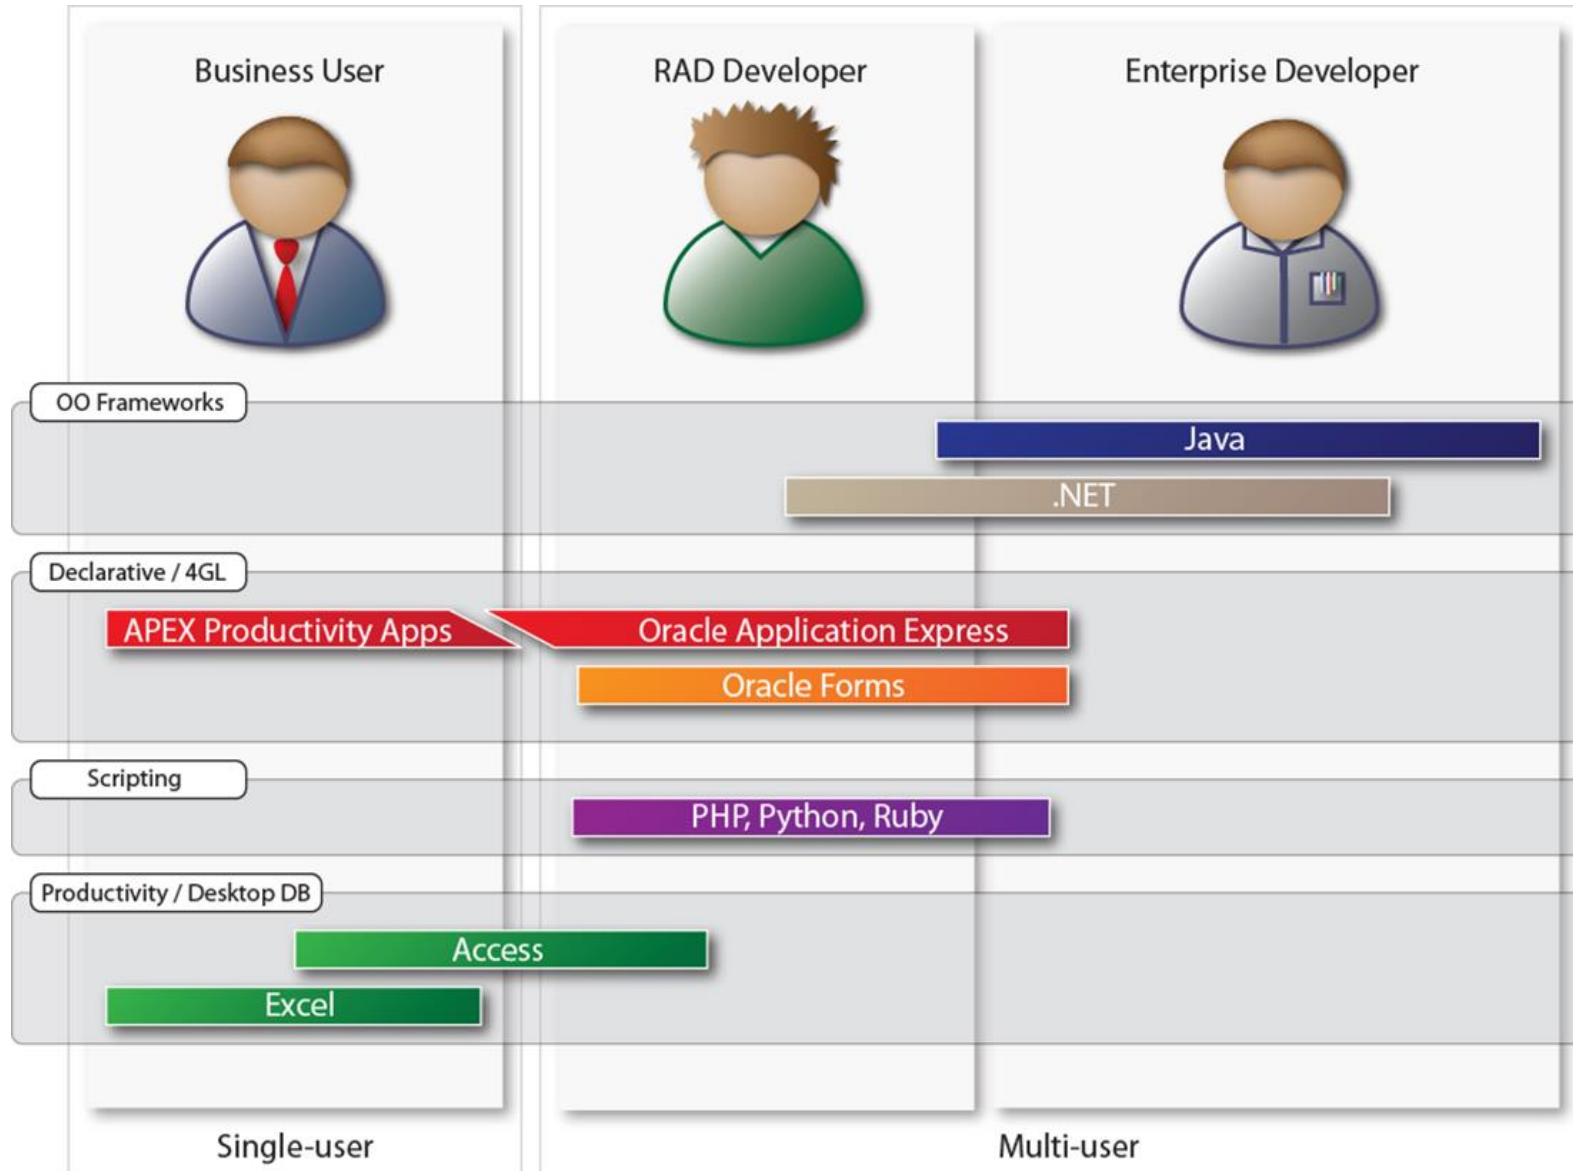 Business User
RAD Developer
Enterprise Developer
OO Frameworks
Java
.NET
Declarative / 4GL
APEX Productivity Apps
Oracle Application Express
Oracle Forms
Scripting
PHP, Python, Ruby
Productivity / Desktop DB
Access
Excel
Single-user
Multi-user